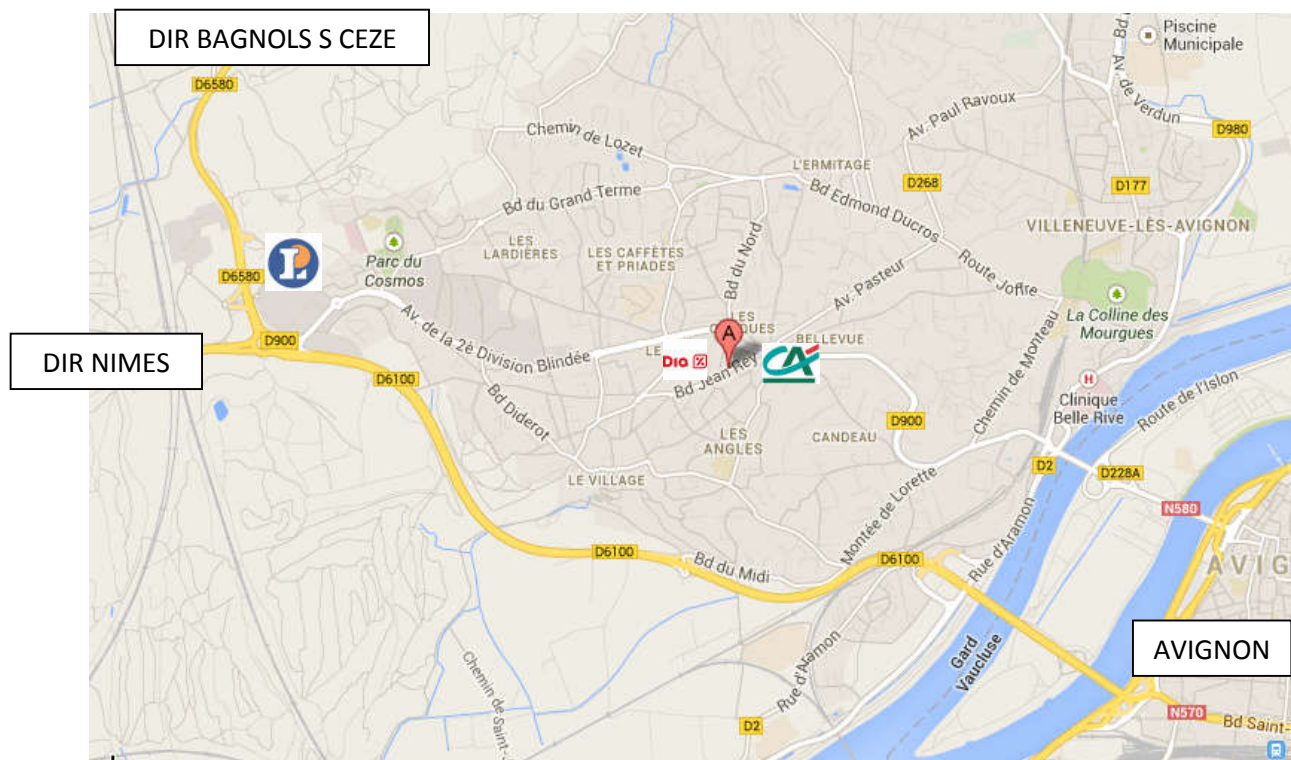 DIR BAGNOLS S CEZE
Piscine
Municipale
D6580
Chemin de Lozet
Av. Paul Ravoux
Av. de Verdun
D980
L'ERMITAGE
D268
D177
Bd du Grand Terme
Bd Edmond Ducros
VILLENEUVE-LÈS-AVIGNON
LES
LARDIÈRES
LES CAFFÈTES
ET PRIADES
Bd du Nord
Parc du
Cosmos
Route Joffre
D6580
Av. Pasteur
La Colline des
Mourgues
Av. de la 2è Division Blindée
LES
A
BELLEVUE
D900
DIR NIMES
Dia %
CA
Bd Jean Rey
Chemin de Monteau
H
Clinique
Belle Rive
Route de l'Islon
D6100
Bd Diderot
D900
LES
ANGLES
CANDEAU
D2
D228A
LE VILLAGE
Montée de Lorette
N580
D6100
Bd du Midi
D6100
Rue d'Aramon
AVIG
Gard
Vaucluse
AVIGNON
Chemin de Saint-
Rue d'Aramon
D2
N570
Bd Saint-